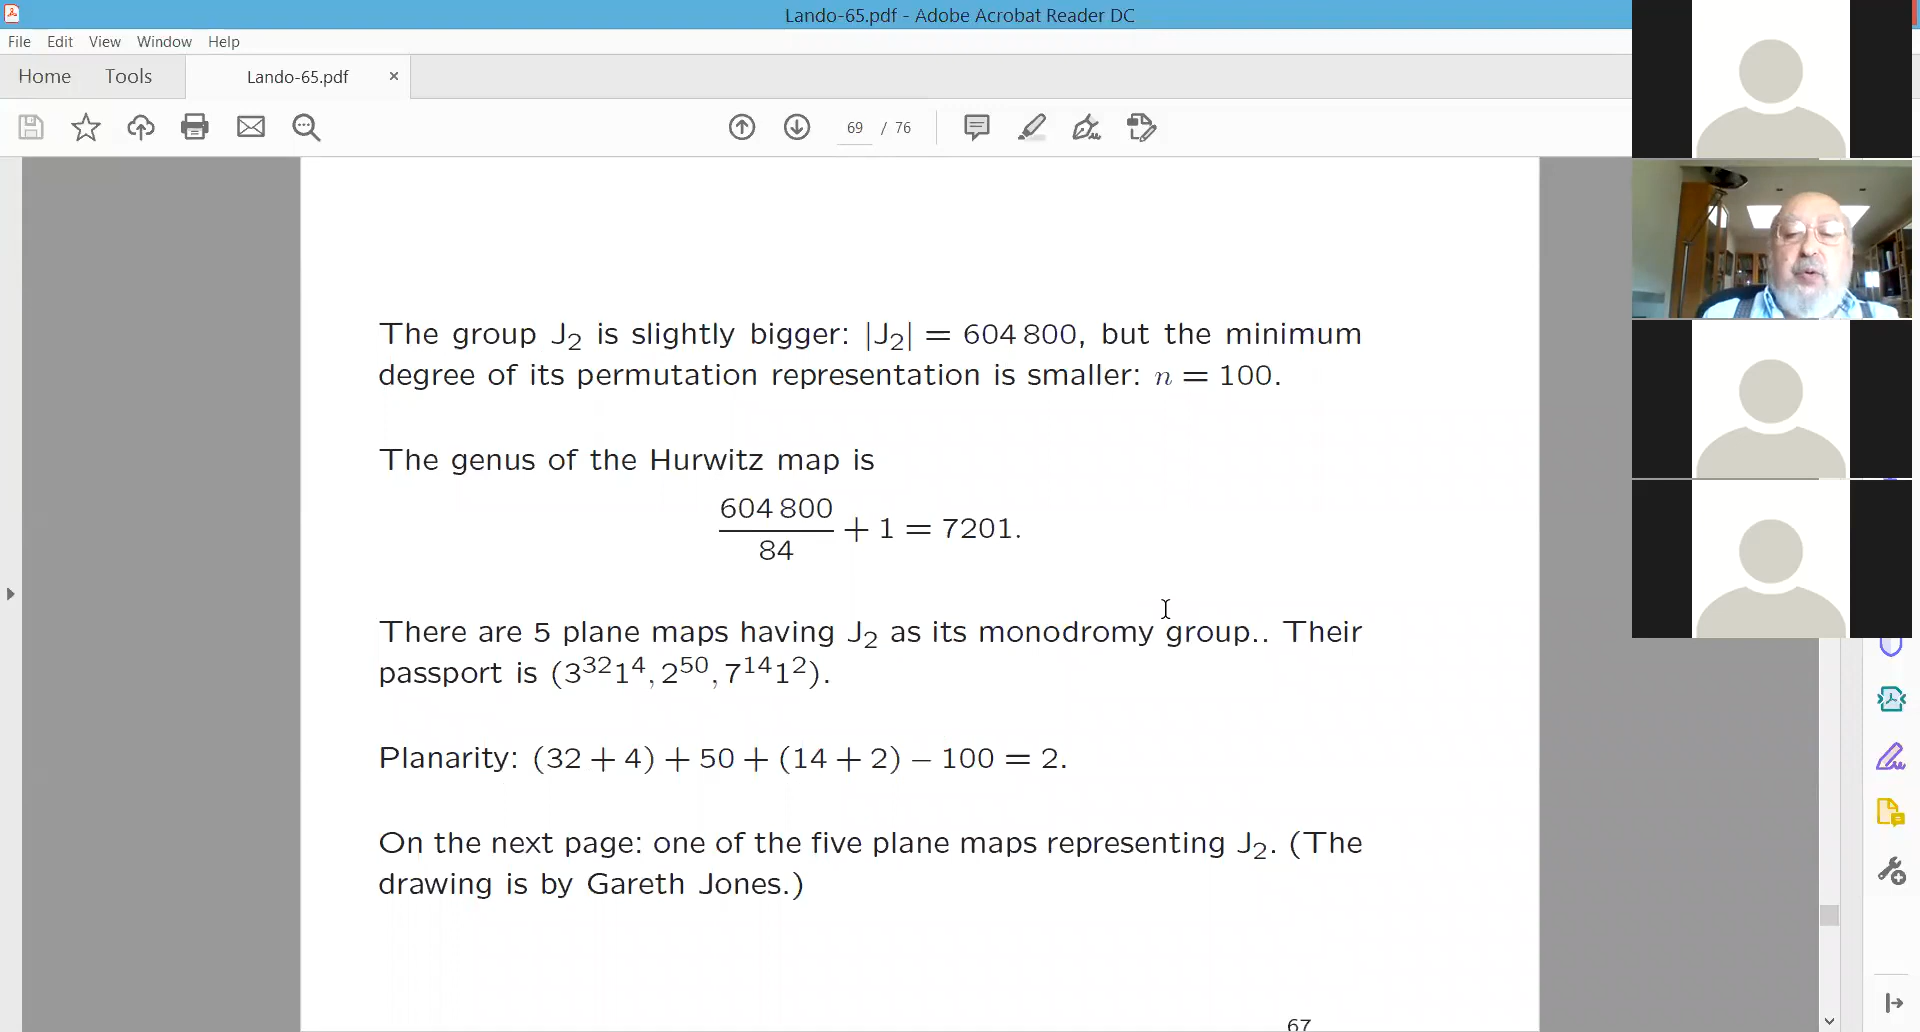 Lando-65.pdf - Adobe Acrobat Reader DC
File Edit View Window Help
Home Tools Lando-65.pdf ×
69 / 76
The group J₂ is slightly bigger: |J₂| = 604 800, but the minimum
degree of its permutation representation is smaller: n = 100.
The genus of the Hurwitz map is
604 800
84
+ 1 = 7201.
There are 5 plane maps having J₂ as its monodromy group.. Their
passport is (3³²1⁴, 2⁵⁰, 7¹⁴1²).
Planarity: (32 + 4) + 50 + (14 + 2) − 100 = 2.
On the next page: one of the five plane maps representing J₂. (The
drawing is by Gareth Jones.)
67